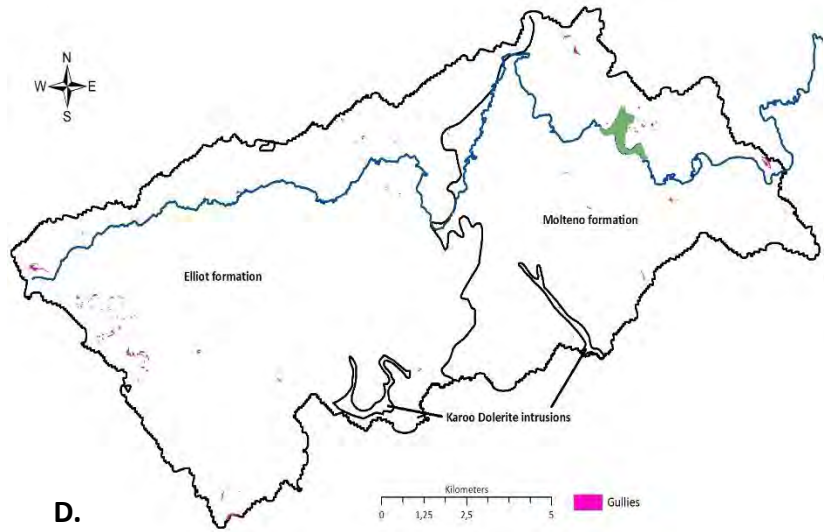 N
W E
S
Molteno formation
Elliot formation
Karoo Dolerite intrusions
Kilometers
0 1,25 2,5 5
Gullies
D.